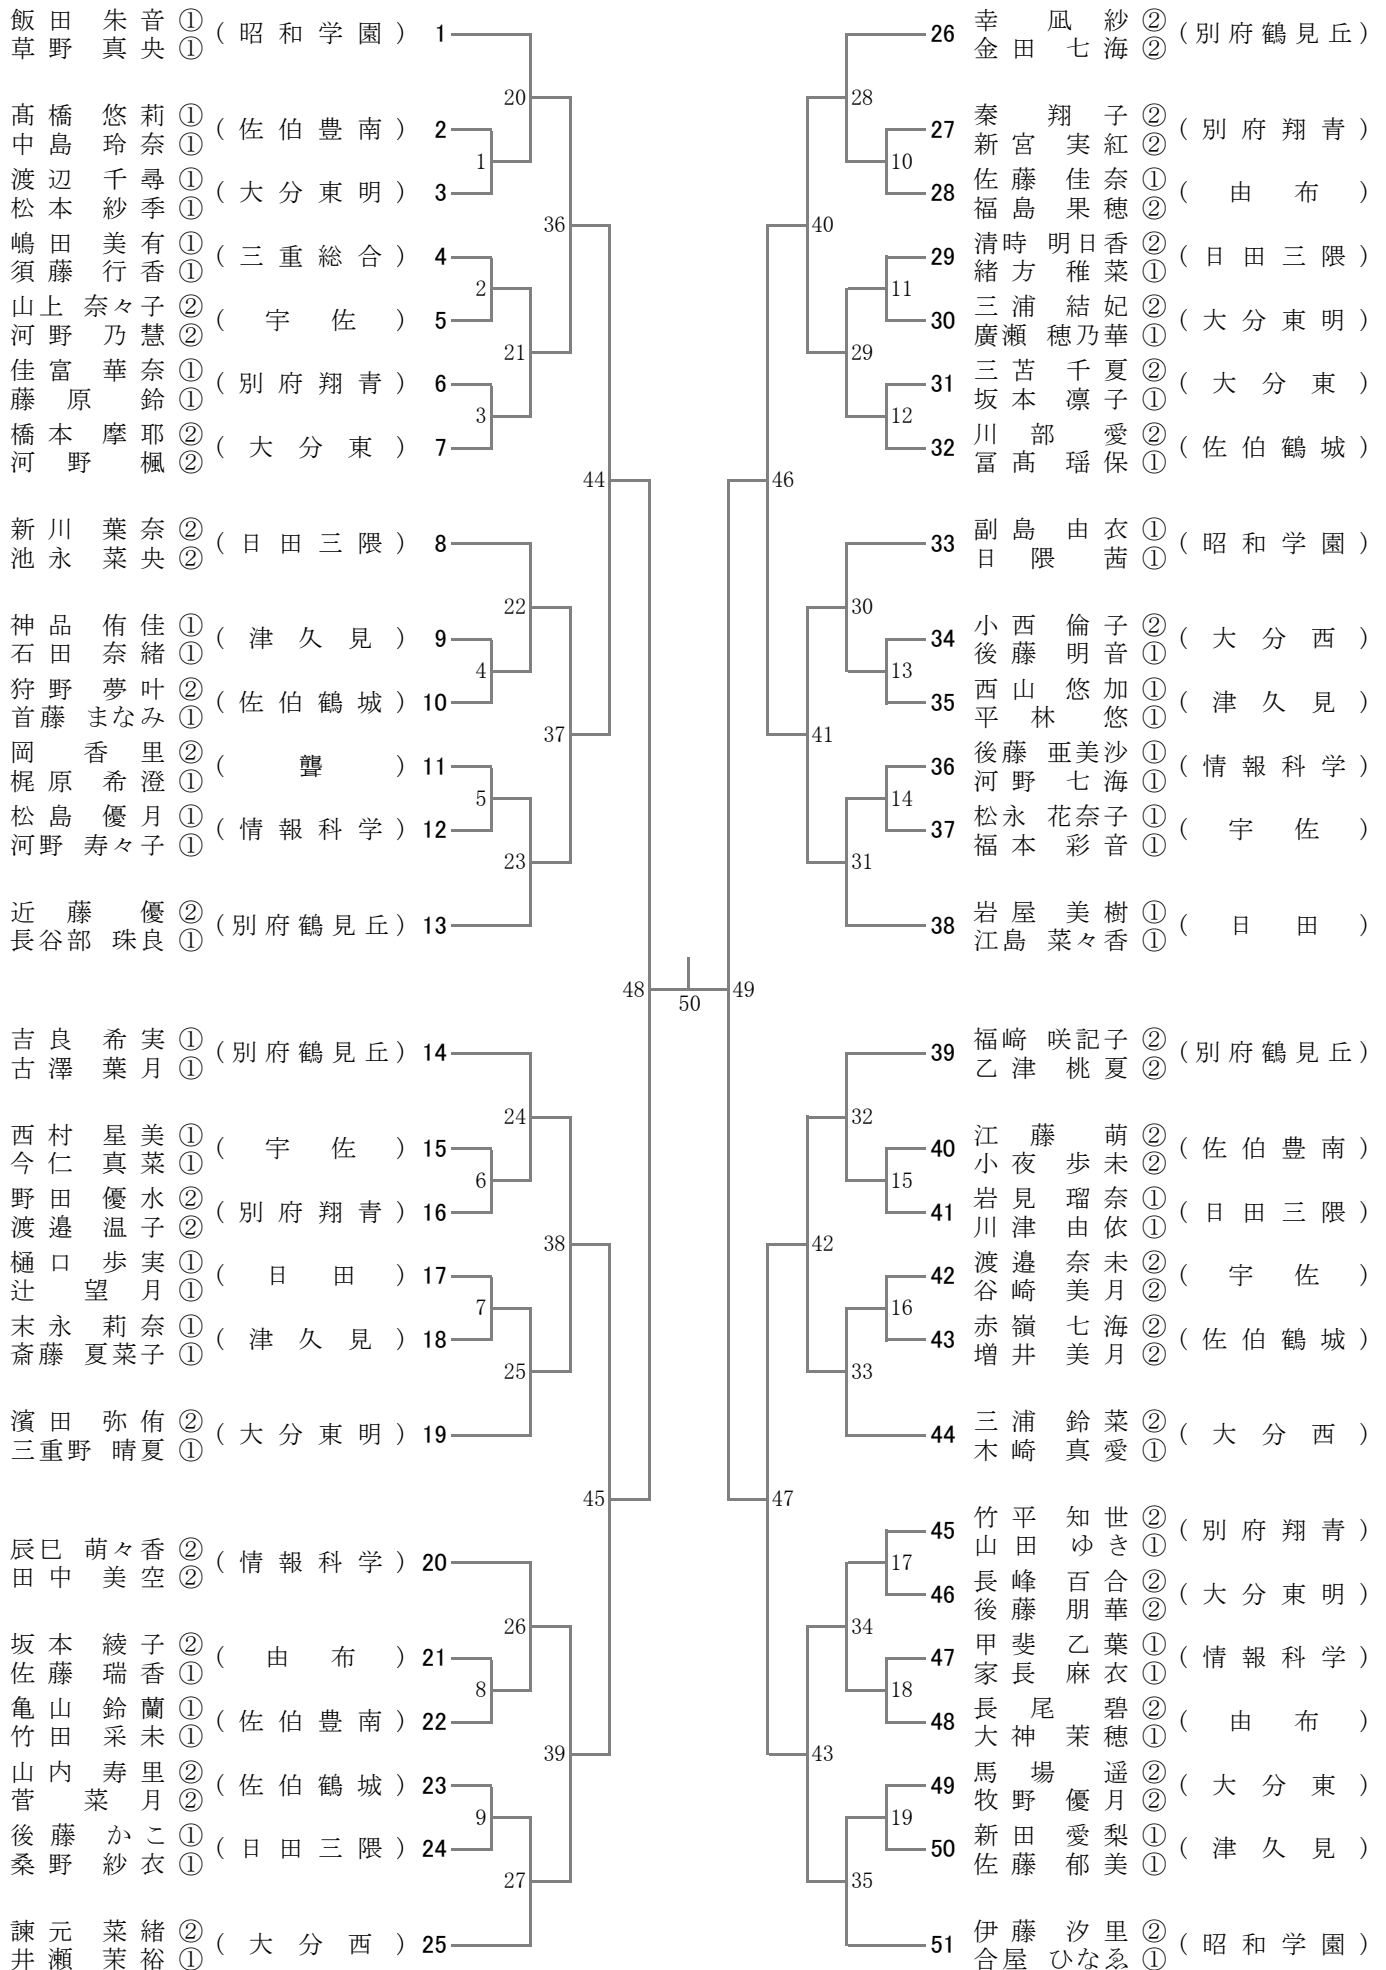 飯田 朱音 ①
草野 真央 ①
(昭和学園) 1
髙橋 悠莉 ①
中島 玲奈 ①
(佐伯豊南) 2
渡辺 千尋 ①
松本 紗季 ①
(大分東明) 3
嶋田 美有 ①
須藤 行香 ①
(三重総合) 4
山上 奈々子 ②
河野 乃慧 ②
(宇佐) 5
佳富 華奈 ①
藤原 鈴 ①
(別府翔青) 6
橋本 摩耶 ②
河野 楓 ②
(大分東) 7
新川 葉奈 ②
池永 菜央 ②
(日田三隈) 8
神品 侑佳 ①
石田 奈緒 ①
(津久見) 9
狩野 夢叶 ②
首藤 まなみ ①
(佐伯鶴城) 10
岡 香里 ②
梶原 希澄 ①
(聾) 11
松島 優月 ①
河野 寿々子 ①
(情報科学) 12
近藤 優 ②
長谷部 珠良 ①
(別府鶴見丘) 13
吉良 希実 ①
古澤 葉月 ①
(別府鶴見丘) 14
西村 星美 ①
今仁 真菜 ①
(宇佐) 15
野田 優水 ②
渡邉 温子 ②
(別府翔青) 16
樋口 歩実 ①
辻 望月 ①
(日田) 17
末永 莉奈 ①
斎藤 夏菜子 ①
(津久見) 18
濱田 弥侑 ②
三重野 晴夏 ①
(大分東明) 19
辰巳 萌々香 ②
田中 美空 ②
(情報科学) 20
坂本 綾子 ②
佐藤 瑞香 ①
(由布) 21
亀山 鈴蘭 ①
竹田 采未 ①
(佐伯豊南) 22
山内 寿里 ②
菅 菜月 ②
(佐伯鶴城) 23
後藤 かこ ①
桑野 紗衣 ①
(日田三隈) 24
諫元 菜緒 ②
井瀬 茉裕 ①
(大分西) 25
1
2
3
4
5
6
7
8
9
20
21
22
23
24
25
26
27
36
37
38
39
44
45
48
50
49
46
47
40
41
42
43
28
29
30
31
32
33
34
35
10
11
12
13
14
15
16
17
18
19
26 幸 凪紗 ②
金田 七海 ②
(別府鶴見丘)
27 秦 翔子 ②
新宮 実紅 ②
(別府翔青)
28 佐藤 佳奈 ①
福島 果穂 ②
(由布)
29 清時 明日香 ②
緒方 稚菜 ①
(日田三隈)
30 三浦 結妃 ②
廣瀬 穂乃華 ①
(大分東明)
31 三苫 千夏 ②
坂本 凛子 ①
(大分東)
32 川部 愛 ②
冨髙 瑶保 ①
(佐伯鶴城)
33 副島 由衣 ①
日隈 茜 ①
(昭和学園)
34 小西 倫子 ②
後藤 明音 ①
(大分西)
35 西山 悠加 ①
平林 悠 ①
(津久見)
36 後藤 亜美沙 ①
河野 七海 ①
(情報科学)
37 松永 花奈子 ①
福本 彩音 ①
(宇佐)
38 岩屋 美樹 ①
江島 菜々香 ①
(日田)
39 福﨑 咲記子 ②
乙津 桃夏 ②
(別府鶴見丘)
40 江藤 萌 ②
小夜 歩未 ②
(佐伯豊南)
41 岩見 瑠奈 ①
川津 由依 ①
(日田三隈)
42 渡邉 奈未 ②
谷崎 美月 ②
(宇佐)
43 赤嶺 七海 ②
増井 美月 ②
(佐伯鶴城)
44 三浦 鈴菜 ②
木崎 真愛 ①
(大分西)
45 竹平 知世 ②
山田 ゆき ①
(別府翔青)
46 長峰 百合 ②
後藤 朋華 ②
(大分東明)
47 甲斐 乙葉 ①
家長 麻衣 ①
(情報科学)
48 長尾 碧 ②
大神 茉穂 ①
(由布)
49 馬場 遥 ②
牧野 優月 ②
(大分東)
50 新田 愛梨 ①
佐藤 郁美 ①
(津久見)
51 伊藤 汐里 ②
合屋 ひなゑ ①
(昭和学園)